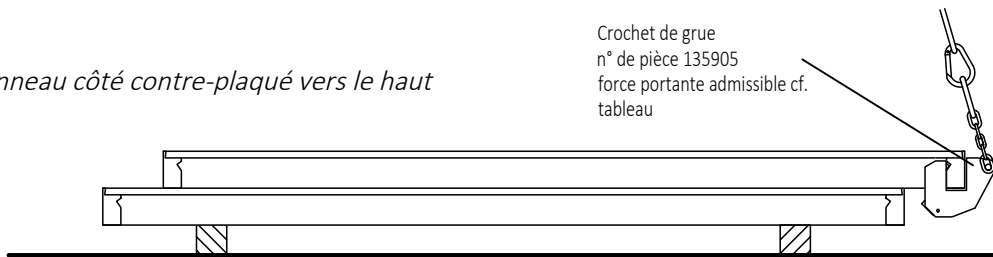 Crochet de grue
n° de pièce 135905
force portante admissible cf.
tableau
nneau côté contre-plaqué vers le haut